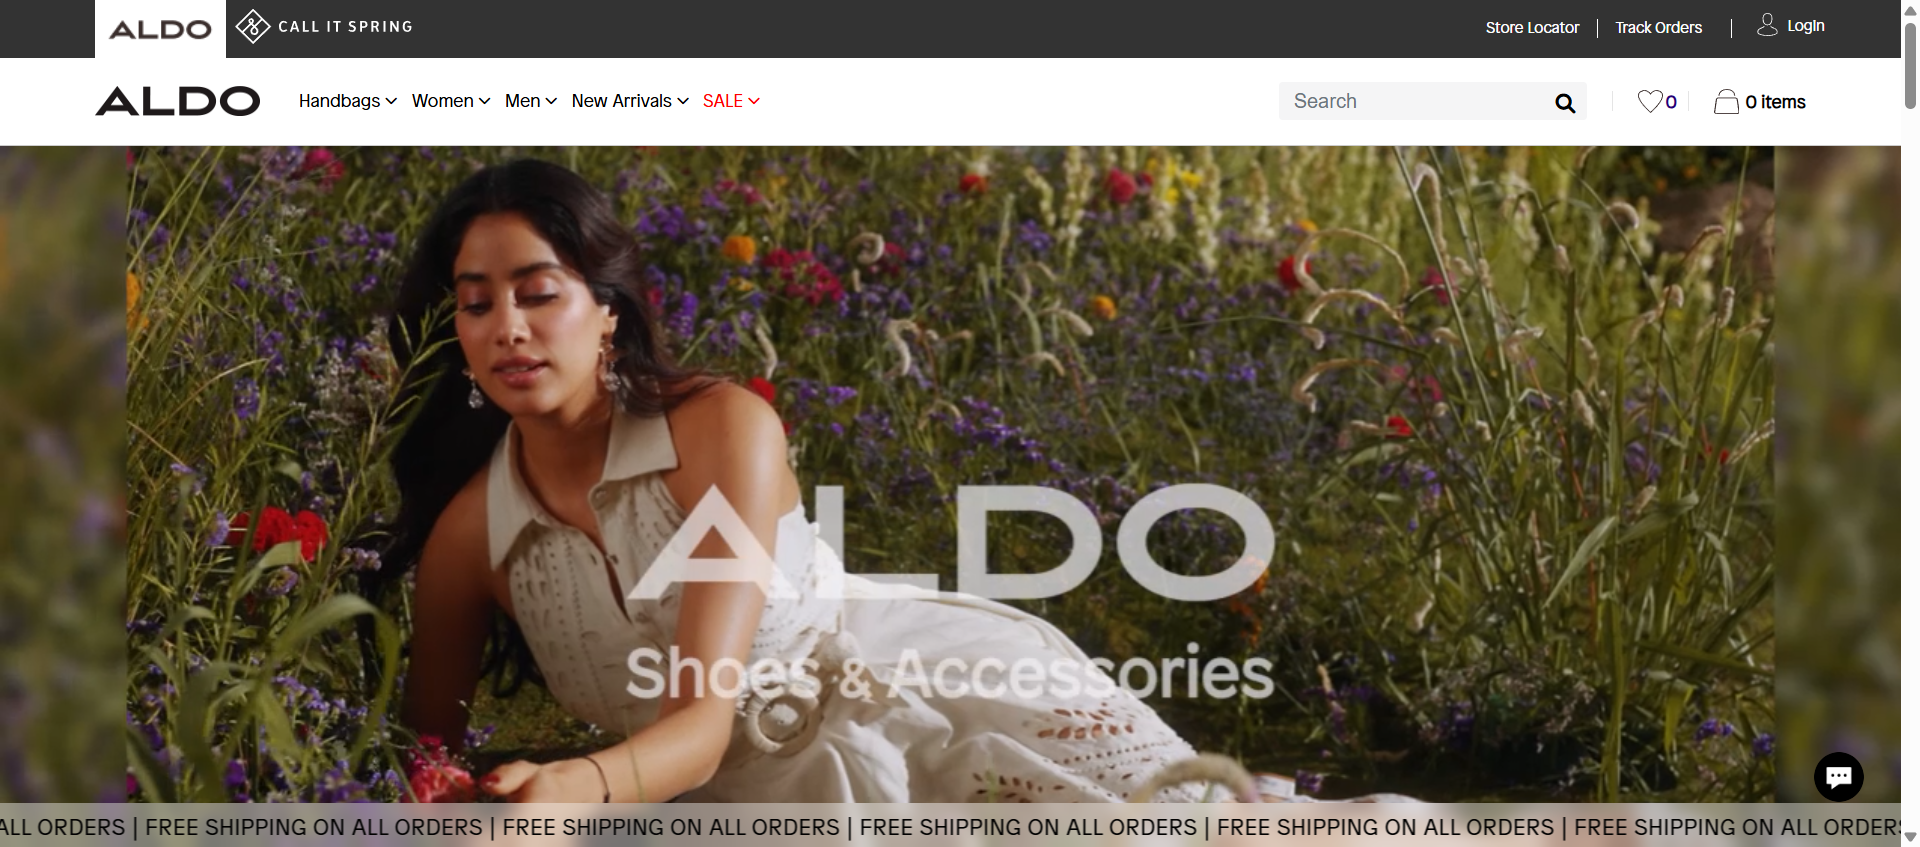 ALDO
CALL IT SPRING
Store Locator
Track Orders
Login
ALDO
Handbags
Women
Men
New Arrivals
SALE
Search
0
0 items
ALDO
Shoes & Accessories
ALL ORDERS | FREE SHIPPING ON ALL ORDERS | FREE SHIPPING ON ALL ORDERS | FREE SHIPPING ON ALL ORDERS | FREE SHIPPING ON ALL ORDERS | FREE SHIPPING ON ALL ORDERS